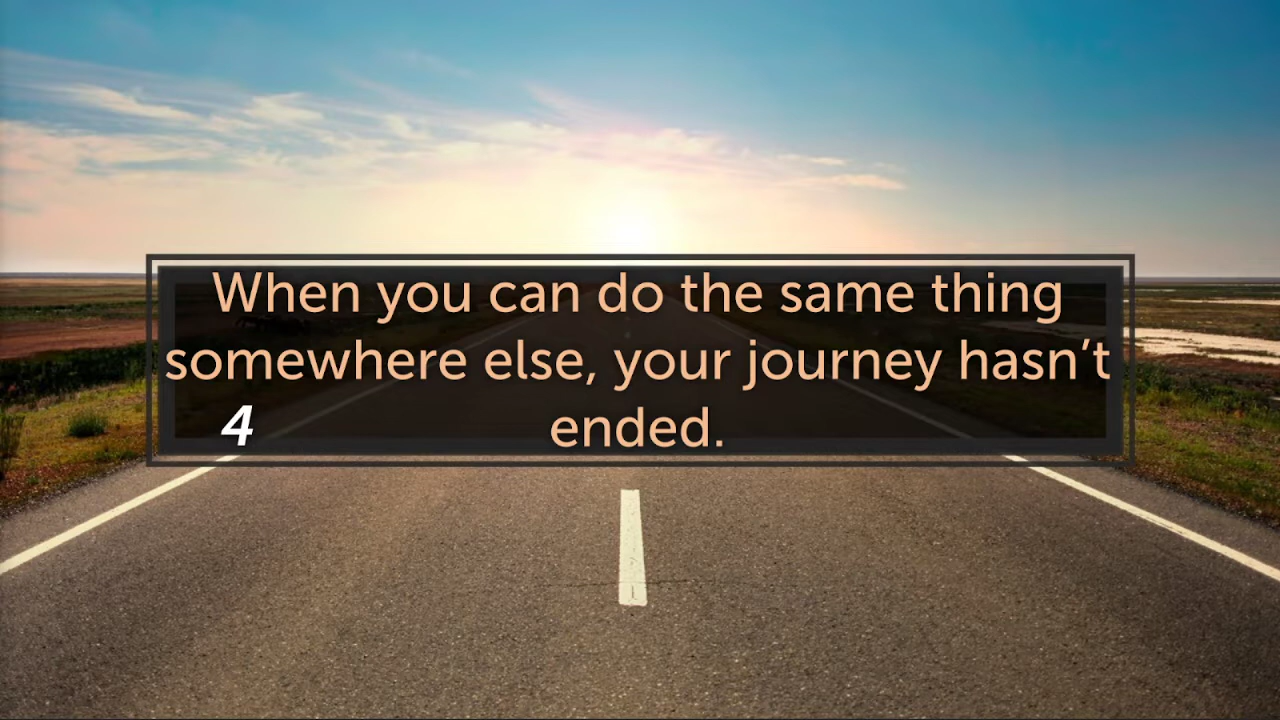 When you can do the same thing
somewhere else, your journey hasn’t
4 ended.